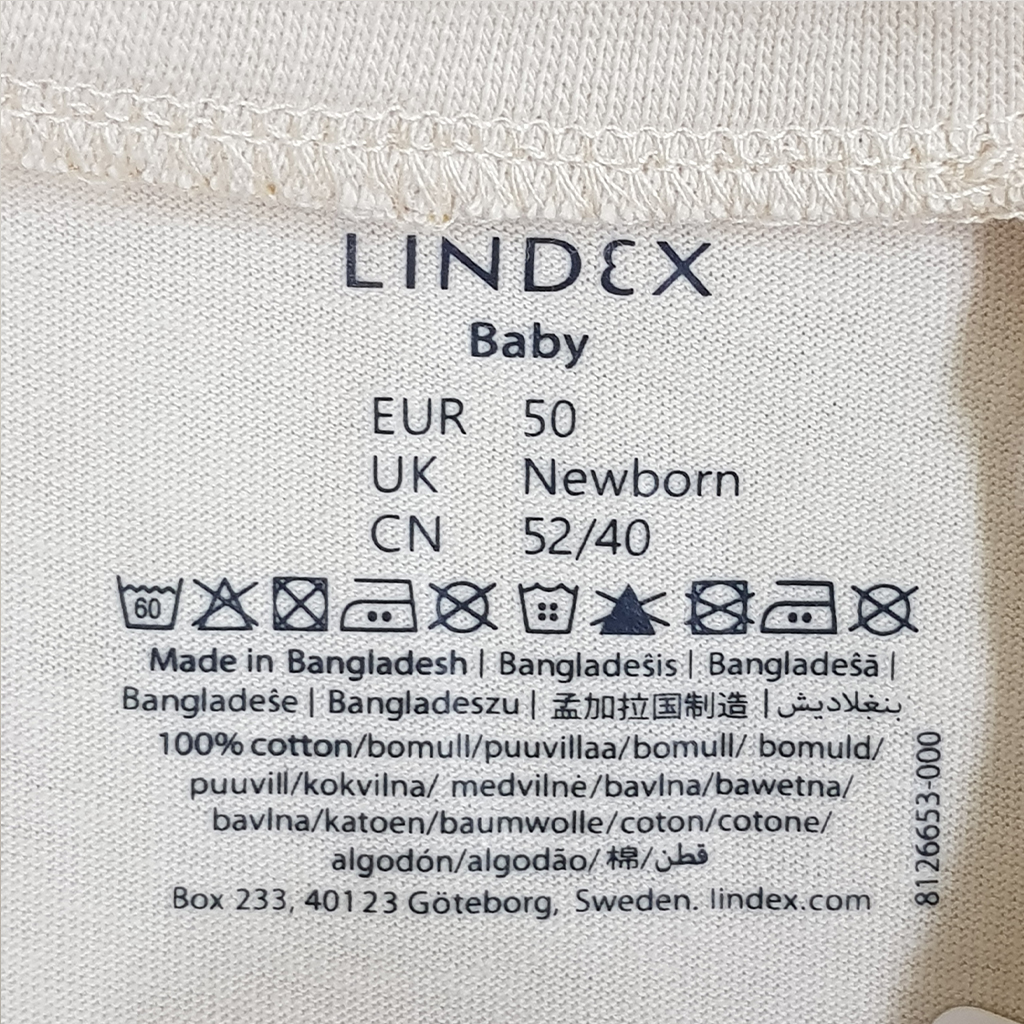 LINDEX
Baby
EUR 50
UK Newborn
CN 52/40
60
Made in Bangladesh | Bangladeŝis | Bangladeŝā |
Bangladeŝe | Bangladeszu | 孟加拉国制造 | بنغلاديش
100% cotton/bomull/puuvillaa/bomull/ bomuld/
puuvill/kokvilna/ medvilnė/bavlna/bawetna/
bavlna/katoen/baumwolle/coton/cotone/
algodón/algodão/棉/قطن
Box 233, 40123 Göteborg, Sweden. lindex.com
8126653-000